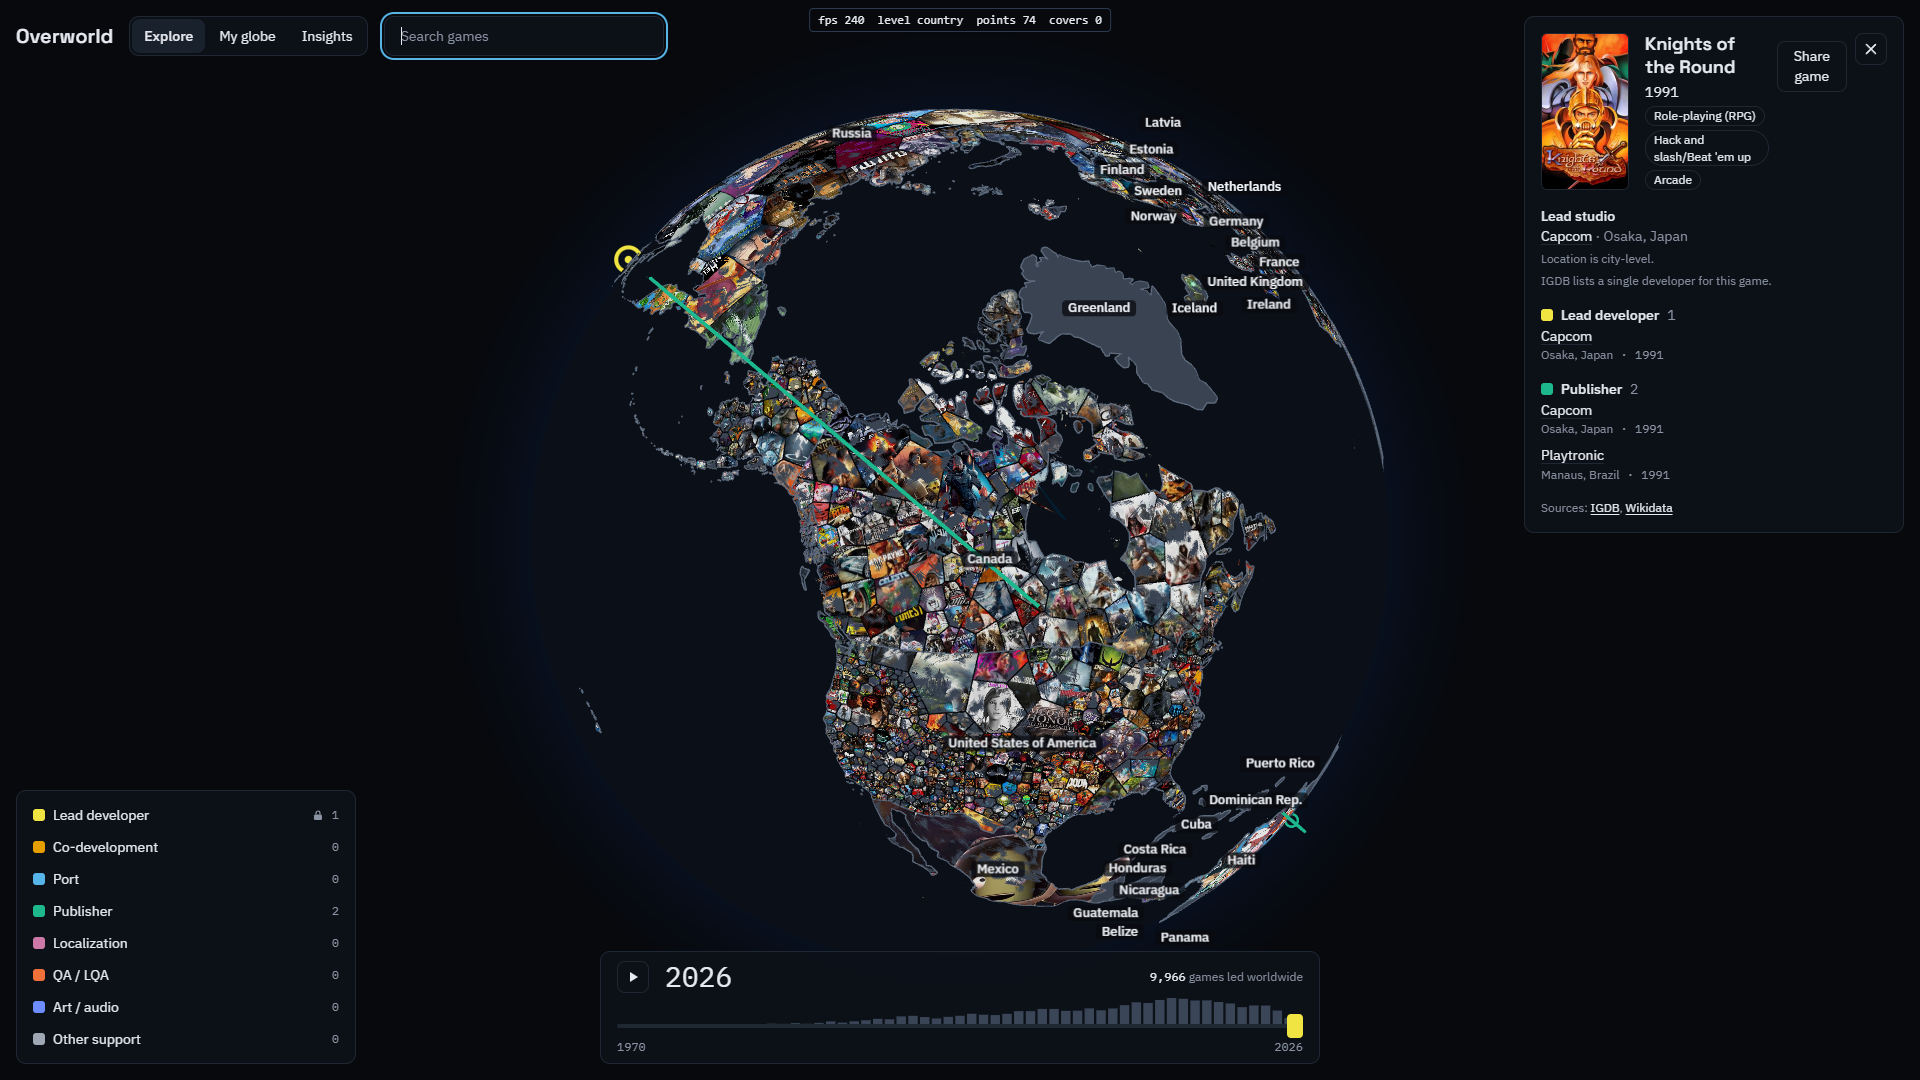 Overworld
Explore
My globe
Insights
Search games
fps 240 level country points 74 covers 0
Knights of
the Round
1991
Role-playing (RPG)
Hack and
slash/Beat 'em up
Arcade
Share
game
Lead studio
Capcom · Osaka, Japan
Location is city-level.
IGDB lists a single developer for this game.
Lead developer 1
Capcom
Osaka, Japan · 1991
Publisher 2
Capcom
Osaka, Japan · 1991
Playtronic
Manaus, Brazil · 1991
Sources: IGDB, Wikidata
Russia
Latvia
Estonia
Finland
Sweden
Netherlands
Norway
Germany
Belgium
France
United Kingdom
Ireland
Iceland
Greenland
Canada
United States of America
Puerto Rico
Dominican Rep.
Cuba
Costa Rica
Haiti
Honduras
Mexico
Nicaragua
Guatemala
Belize
Panama
Lead developer 1
Co-development 0
Port 0
Publisher 2
Localization 0
QA / LQA 0
Art / audio 0
Other support 0
2026
9,966 games led worldwide
1970
2026